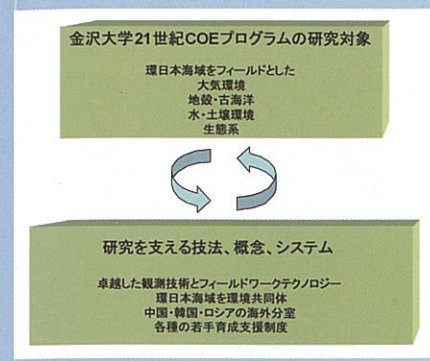 金沢大学21世紀COEプログラムの研究対象
環日本海域をフィールドとした
大気環境
地殻・古海洋
水・土壌環境
生態系
研究を支える技法、概念、システム
卓越した観測技術とフィールドワークテクノロジー
環日本海域を環境共同体
中国・韓国・ロシアの海外分室
各種の若手育成支援制度